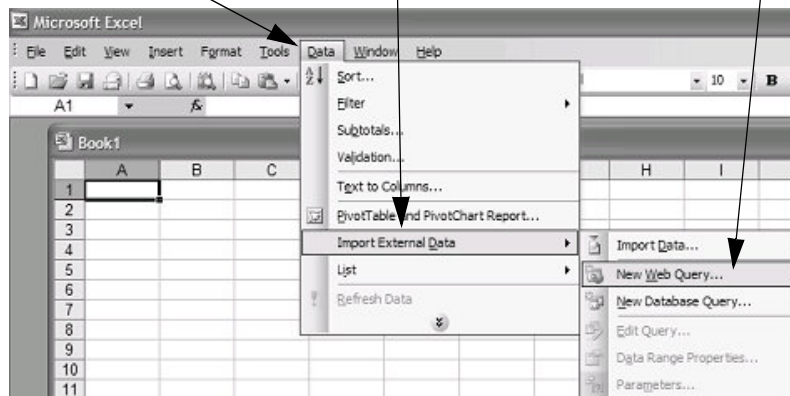 Microsoft Excel
File Edit View Insert Format Tools Data Window Help
10 B
A1 fx
Book1
A B C H I
1
2
3
4
5
6
7
8
9
10
11
Sort...
Filter
Subtotals...
Validation...
Text to Columns...
PivotTable and PivotChart Report...
Import External Data
List
Refresh Data
Import Data...
New Web Query...
New Database Query...
Edit Query...
Data Range Properties...
Parameters...